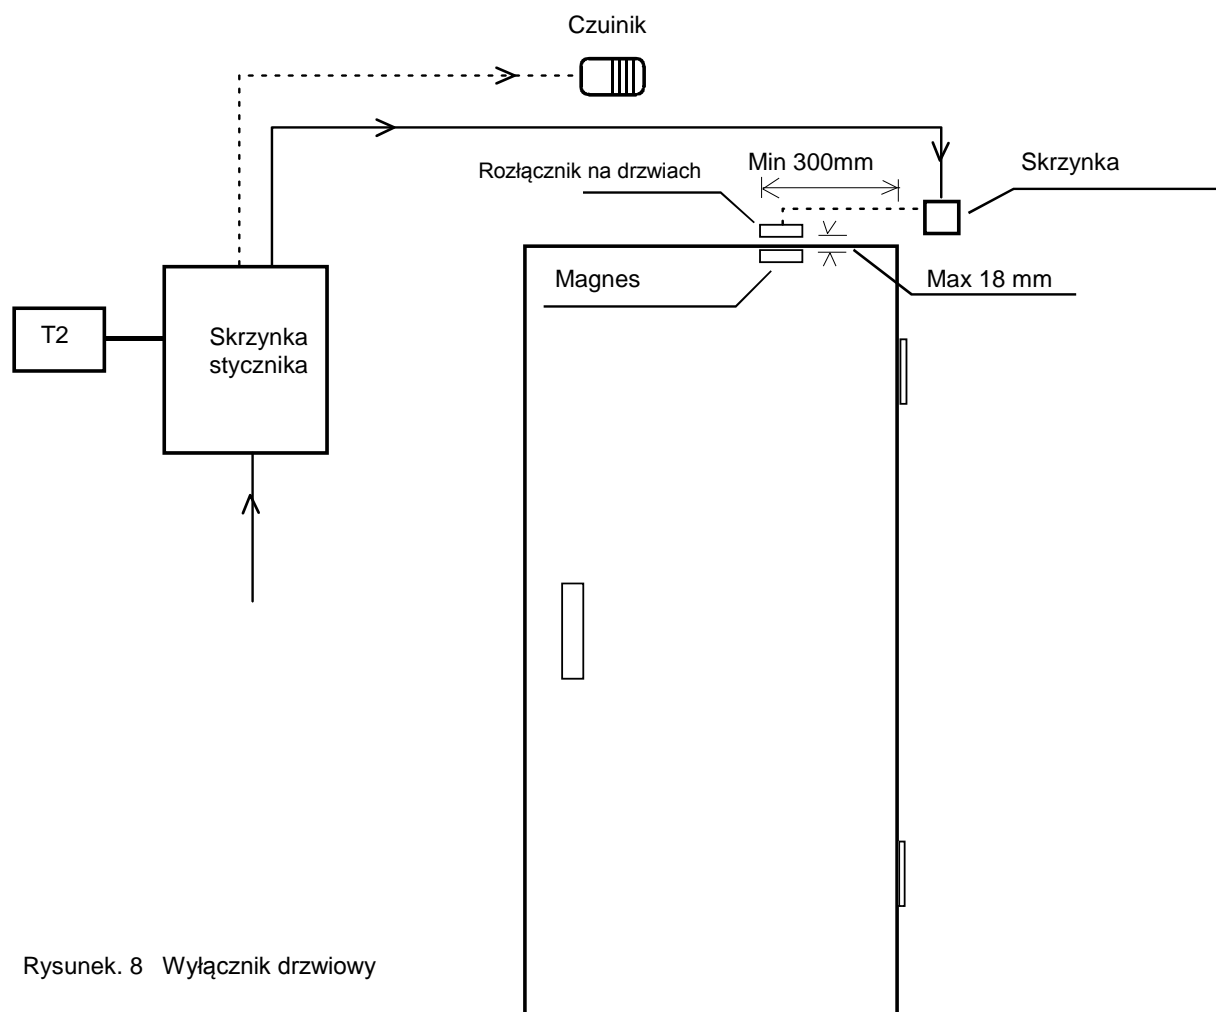 Czuinik
Rozłącznik na drzwiach
Min 300mm
Skrzynka
Magnes
Max 18 mm
T2
Skrzynka
stycznika
Rysunek. 8 Wyłącznik drzwiowy